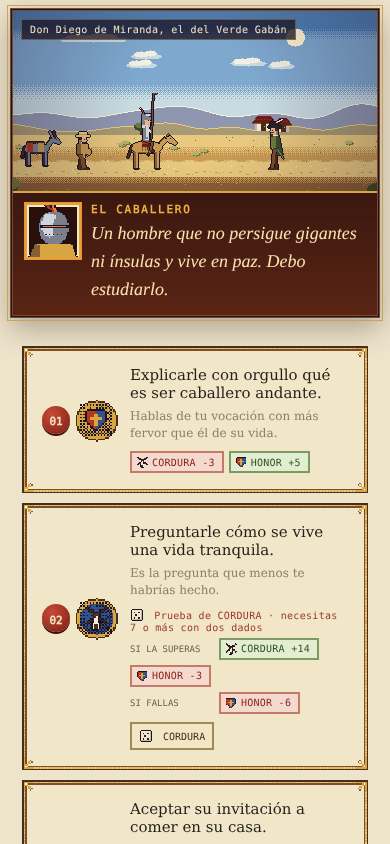 Don Diego de Miranda, el del Verde Gabán
EL CABALLERO
Un hombre que no persigue gigantes
ni ínsulas y vive en paz. Debo
estudiarlo.
01
Explicarle con orgullo qué
es ser caballero andante.
Hablas de tu vocación con más
fervor que él de su vida.
CORDURA -3 HONOR +5
02
Preguntarle cómo se vive
una vida tranquila.
Es la pregunta que menos te
habrías hecho.
Prueba de CORDURA · necesitas
7 o más con dos dados
SI LA SUPERAS CORDURA +14
HONOR -3
SI FALLAS HONOR -6
CORDURA
Aceptar su invitación a
comer en su casa.